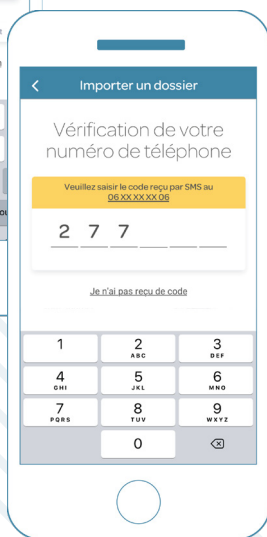 Importer un dossier
Vérification de votre
numéro de téléphone
Veuillez saisir le code reçu par SMS au
06 XX XX XX 06
2 7 7
Je n'ai pas reçu de code
1 2 3
ABC DEF
4 5 6
GHI JKL MNO
7 8 9
PQRS TUV WXYZ
0